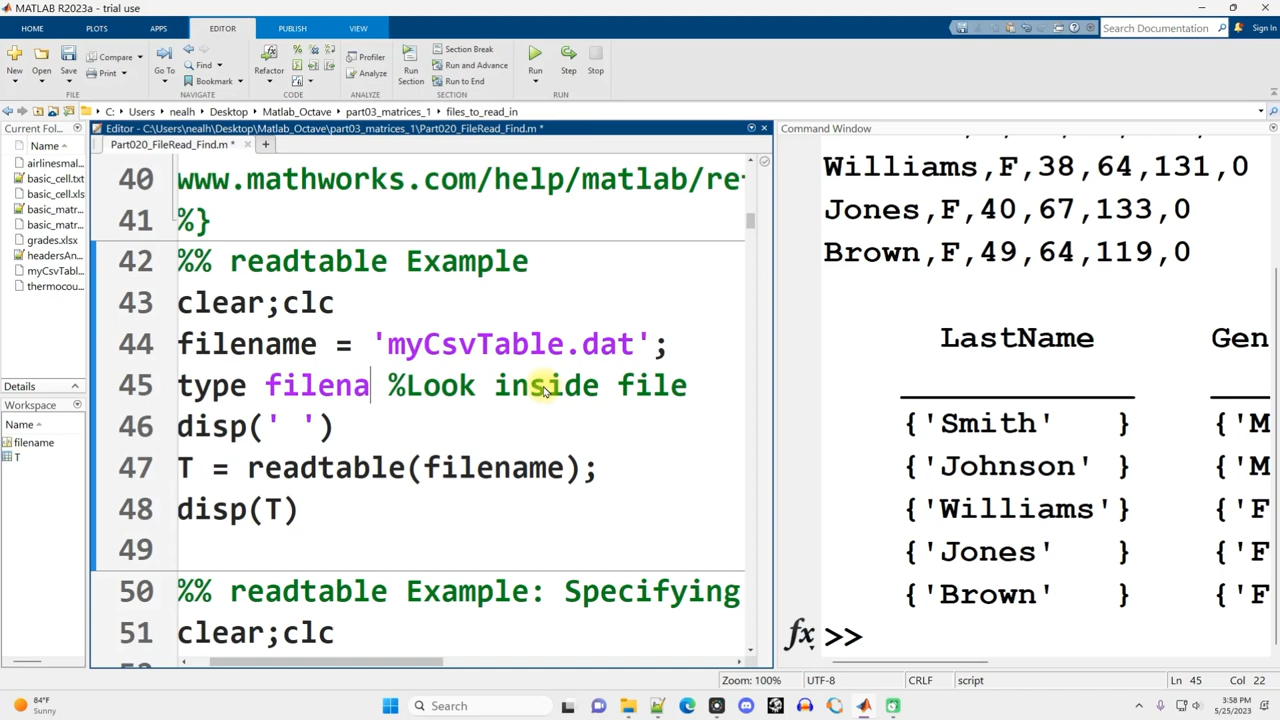 MATLAB R2023a - trial use
HOME PLOTS APPS EDITOR PUBLISH VIEW Search Documentation Sign In
New Open Save Compare Print Go To Find Bookmark Refactor Profiler Analyze Run Section Section Break Run and Advance Run to End Run Step Stop
FILE NAVIGATE CODE ANALYZE SECTION RUN
C: Users nealh Desktop Matlab_Octave part03_matrices_1 files_to_read_in
Current Fol...
Name
airlinesmal...
basic_cell.txt
basic_cell.xls
basic_matr...
basic_matr...
grades.xlsx
headersAn...
myCsvTabl...
thermocou...
Details
Workspace
Name
filename
T
Editor - C:\Users\nealh\Desktop\Matlab_Octave\part03_matrices_1\Part020_FileRead_Find.m *
Part020_FileRead_Find.m *
40 www.mathworks.com/help/matlab/re
41 %}
42 %% readtable Example
43 clear;clc
44 filename = 'myCsvTable.dat';
45 type filena %Look inside file
46 disp(' ')
47 T = readtable(filename);
48 disp(T)
49
50 %% readtable Example: Specifying
51 clear;clc
Command Window
Williams,F,38,64,131,0
Jones,F,40,67,133,0
Brown,F,49,64,119,0
LastName Gen
{'Smith' } {'M
{'Johnson' } {'M
{'Williams'} {'F
{'Jones' } {'F
{'Brown' } {'F
fx >>
Zoom: 100% UTF-8 CRLF script Ln 45 Col 22
84°F
Sunny
Search
3:58 PM
5/25/2023